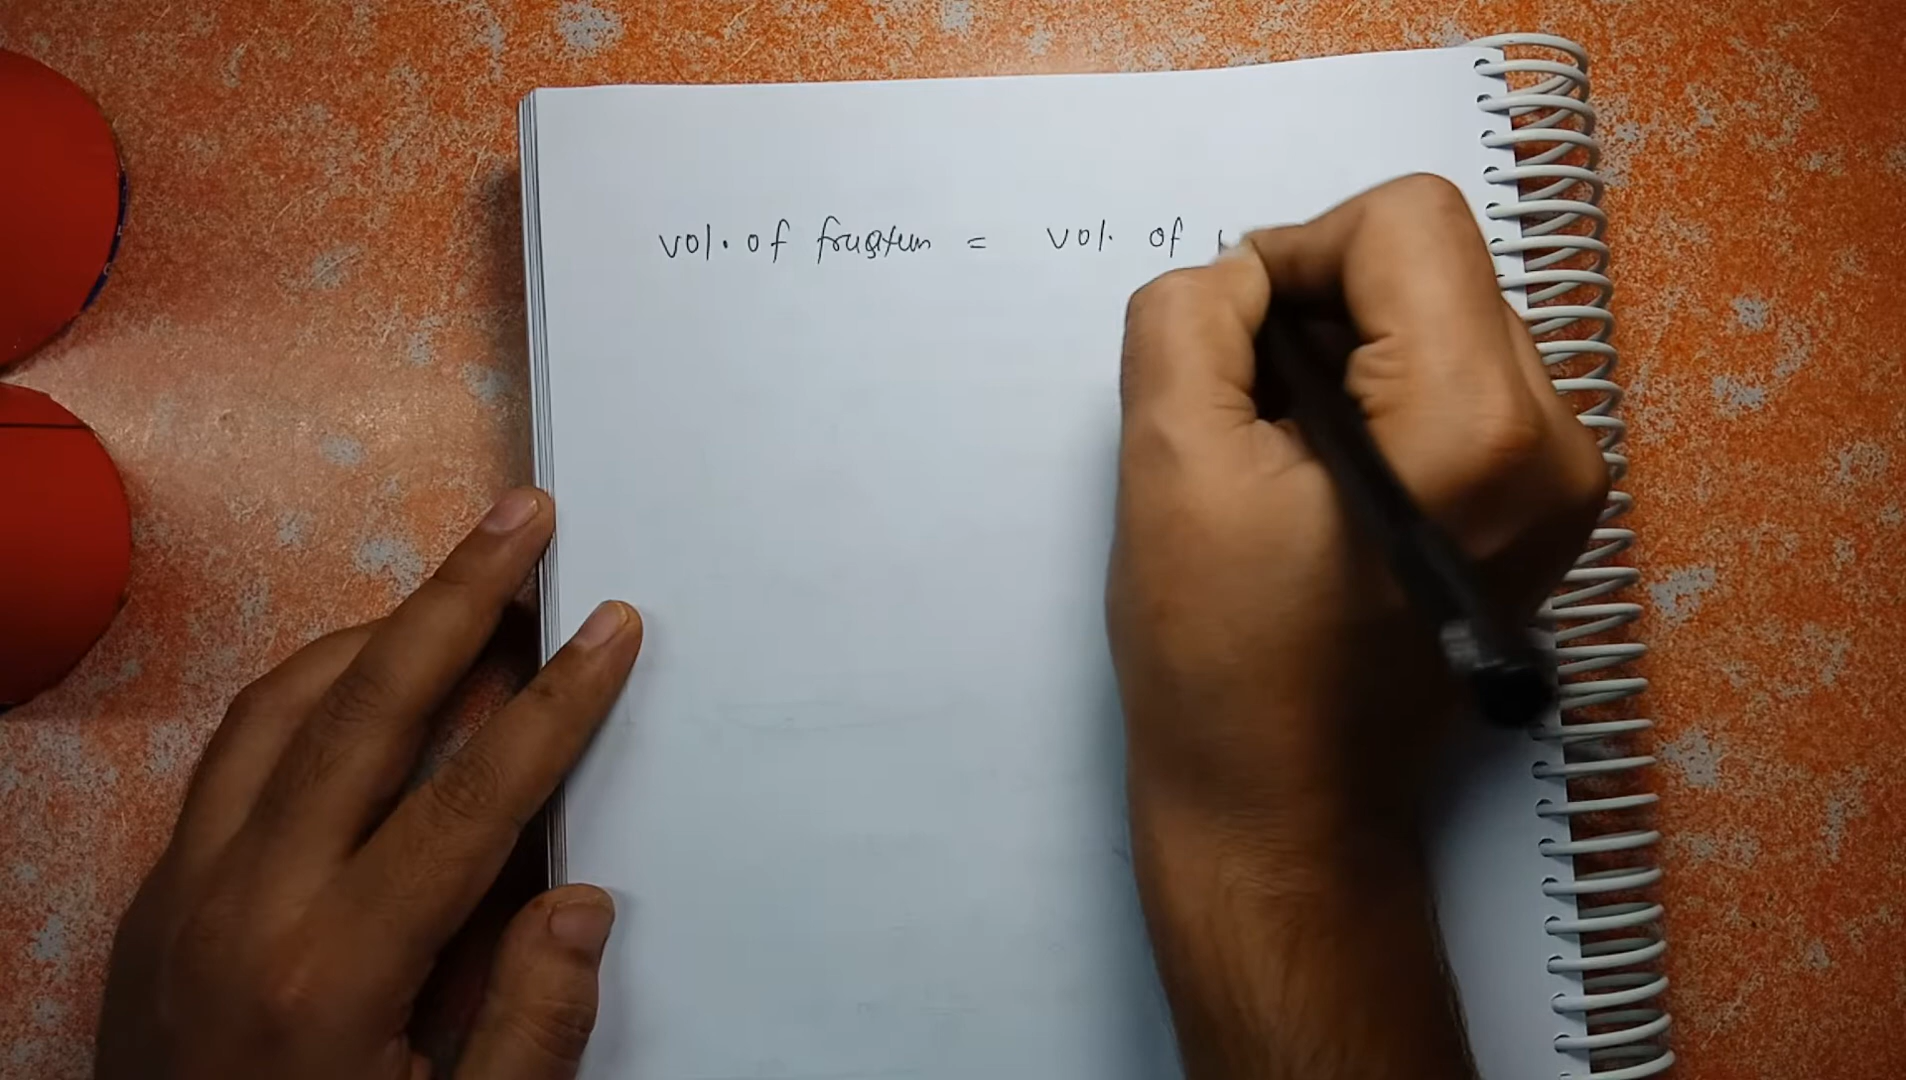 vol. of frustum = vol. of